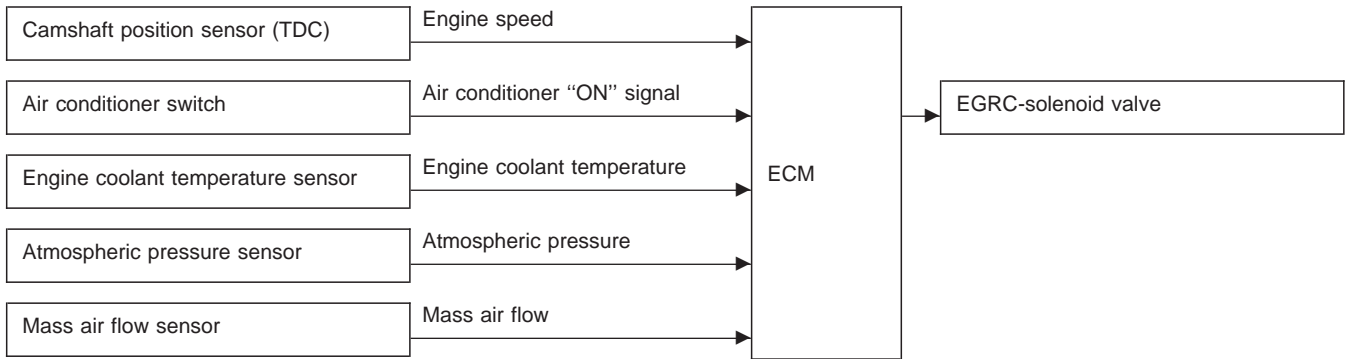 Camshaft position sensor (TDC)
Engine speed
Air conditioner switch
Air conditioner ‘‘ON’’ signal
Engine coolant temperature sensor
Engine coolant temperature
Atmospheric pressure sensor
Atmospheric pressure
Mass air flow sensor
Mass air flow
ECM
EGRC-solenoid valve